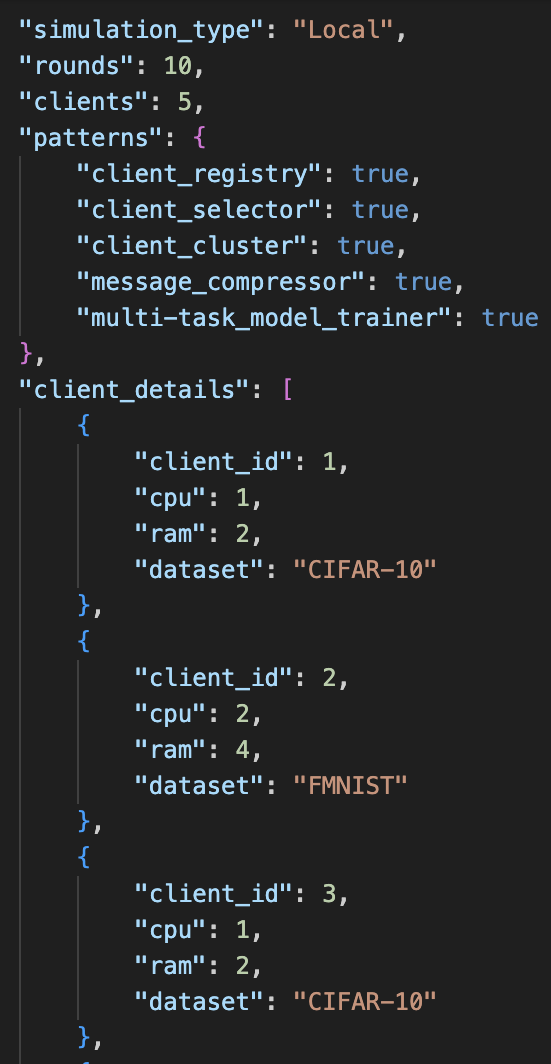 "simulation_type": "Local",
"rounds": 10,
"clients": 5,
"patterns": {
"client_registry": true,
"client_selector": true,
"client_cluster": true,
"message_compressor": true,
"multi-task_model_trainer": true
},
"client_details": [
{
"client_id": 1,
"cpu": 1,
"ram": 2,
"dataset": "CIFAR-10"
},
{
"client_id": 2,
"cpu": 2,
"ram": 4,
"dataset": "FMNIST"
},
{
"client_id": 3,
"cpu": 1,
"ram": 2,
"dataset": "CIFAR-10"
},
{